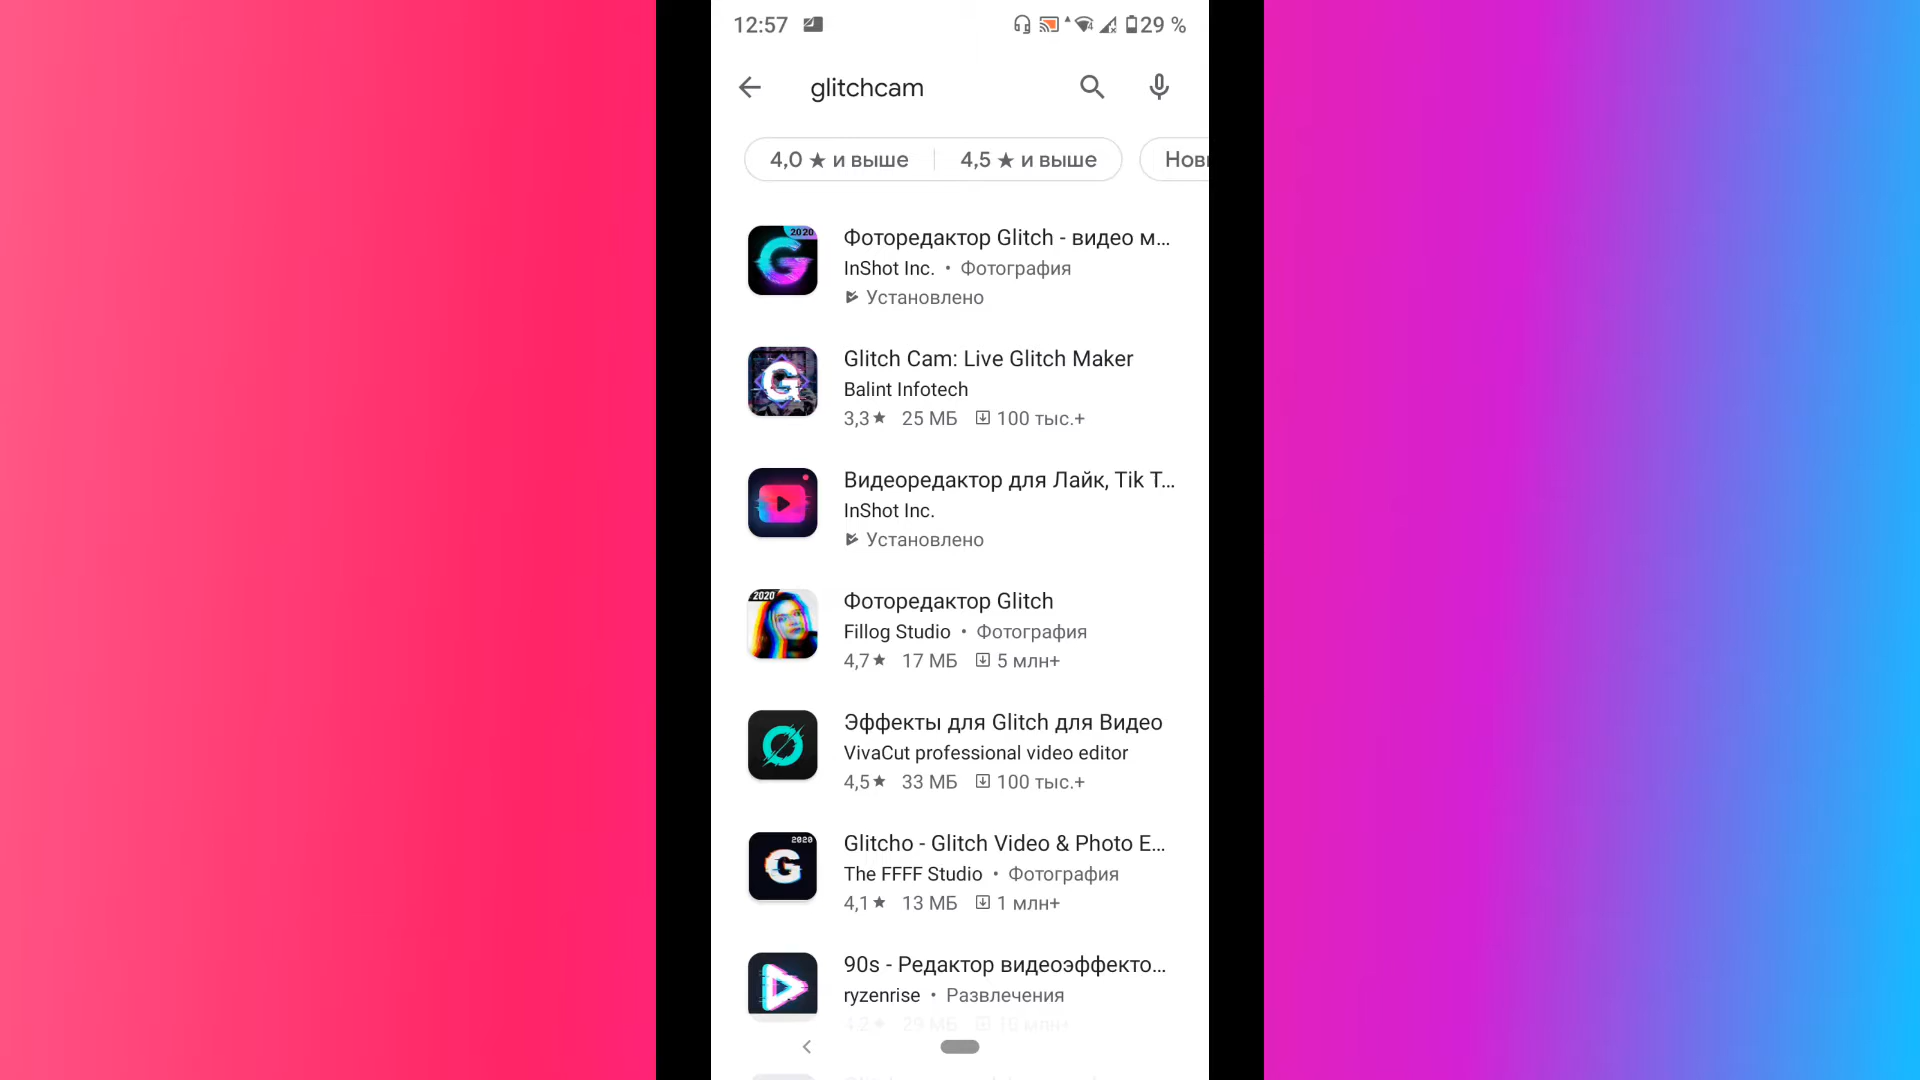 12:57 29 %
glitchcam
4,0 ★ и выше 4,5 ★ и выше Нов
2020
Фоторедактор Glitch - видео м...
InShot Inc. • Фотография
Установлено
Glitch Cam: Live Glitch Maker
Balint Infotech
3,3★ 25 МБ 100 тыс.+
Видеоредактор для Лайк, Tik T...
InShot Inc.
Установлено
2020
Фоторедактор Glitch
Fillog Studio • Фотография
4,7★ 17 МБ 5 млн+
Эффекты для Glitch для Видео
VivaCut professional video editor
4,5★ 33 МБ 100 тыс.+
2020
G
Glitcho - Glitch Video & Photo E...
The FFFF Studio • Фотография
4,1★ 13 МБ 1 млн+
90s - Редактор видеоэффекто...
ryzenrise • Развлечения